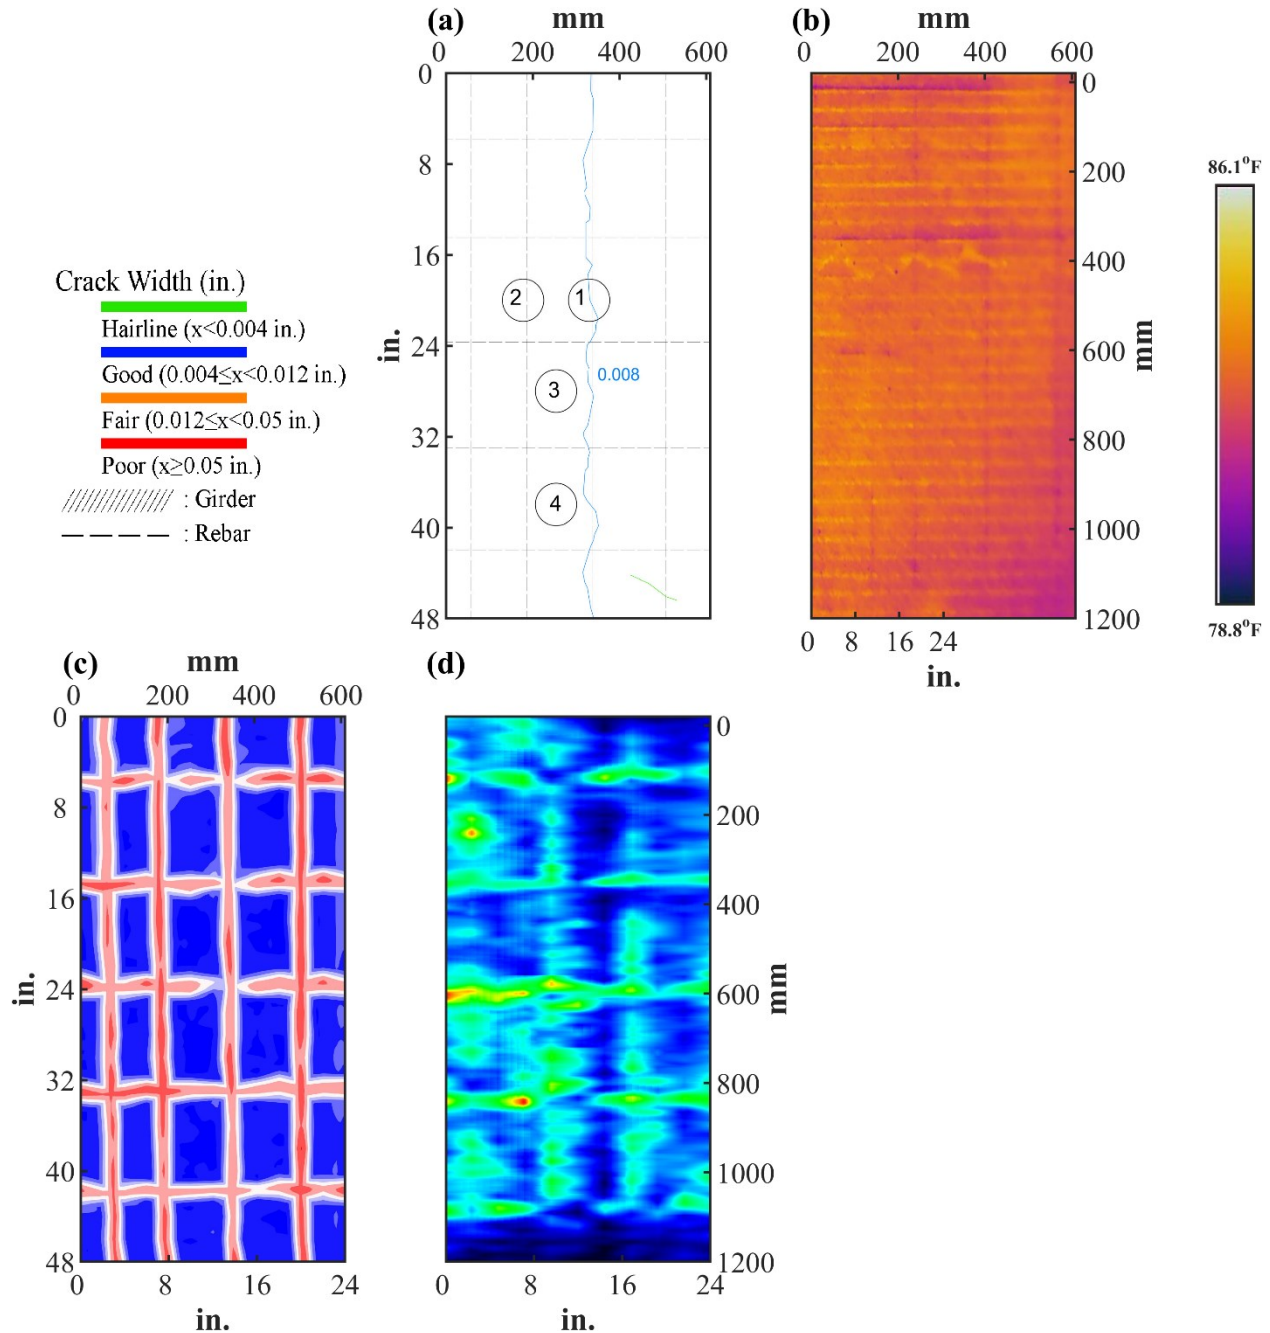 (a) mm
0 200 400 600
0
8
16
24
32
40
48
in.
2 1
3
4
0.008
(b) mm
0 200 400 600
0
200
400
600
800
1000
1200
mm
0 8 16 24
in.
86.1°F
78.8°F
Crack Width (in.)
Hairline (x<0.004 in.)
Good (0.004≤x<0.012 in.)
Fair (0.012≤x<0.05 in.)
Poor (x≥0.05 in.)
: Girder
: Rebar
(c) mm
0 200 400 600
0
8
16
24
32
40
48
in.
0 8 16 24
in.
(d)
0
200
400
600
800
1000
1200
mm
0 8 16 24
in.